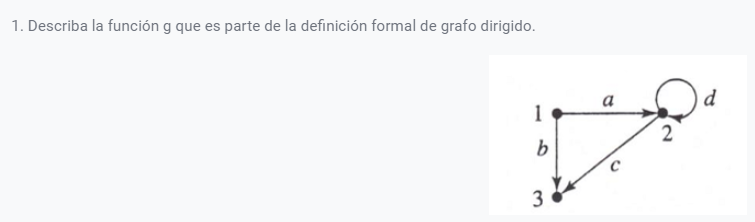 1. Describa la función g que es parte de la definición formal de grafo dirigido.
a
d
1
2
b
c
3